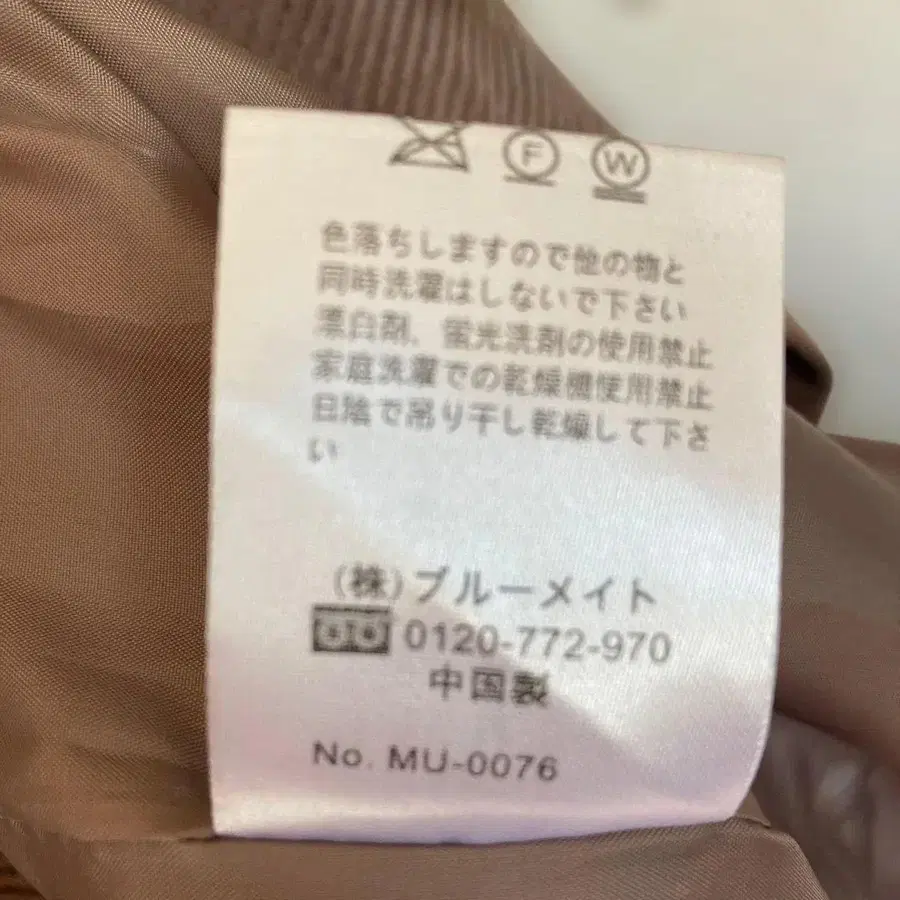 F W
色落ちしますので他の物と
同時洗濯はしないで下さい
漂白剤、蛍光洗剤の使用禁止
家庭洗濯での乾燥機使用禁止
日陰で吊り干し乾燥して下さ
い
(株)ブルーメイト
0120-772-970
中国製
No. MU-0076